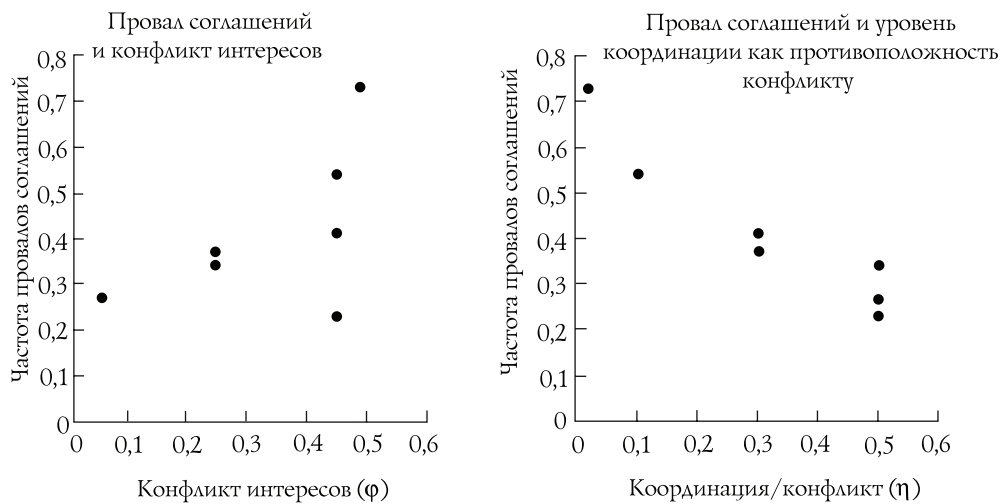 Провал соглашений
и конфликт интересов
Частота провалов соглашений
0,8
0,7
0,6
0,5
0,4
0,3
0,2
0,1
0
0 0,1 0,2 0,3 0,4 0,5 0,6
Конфликт интересов (φ)
Провал соглашений и уровень
координации как противоположность
конфликту
Частота провалов соглашений
0,8
0,7
0,6
0,5
0,4
0,3
0,2
0,1
0
0 0,1 0,2 0,3 0,4 0,5 0,6
Координация/конфликт (η)